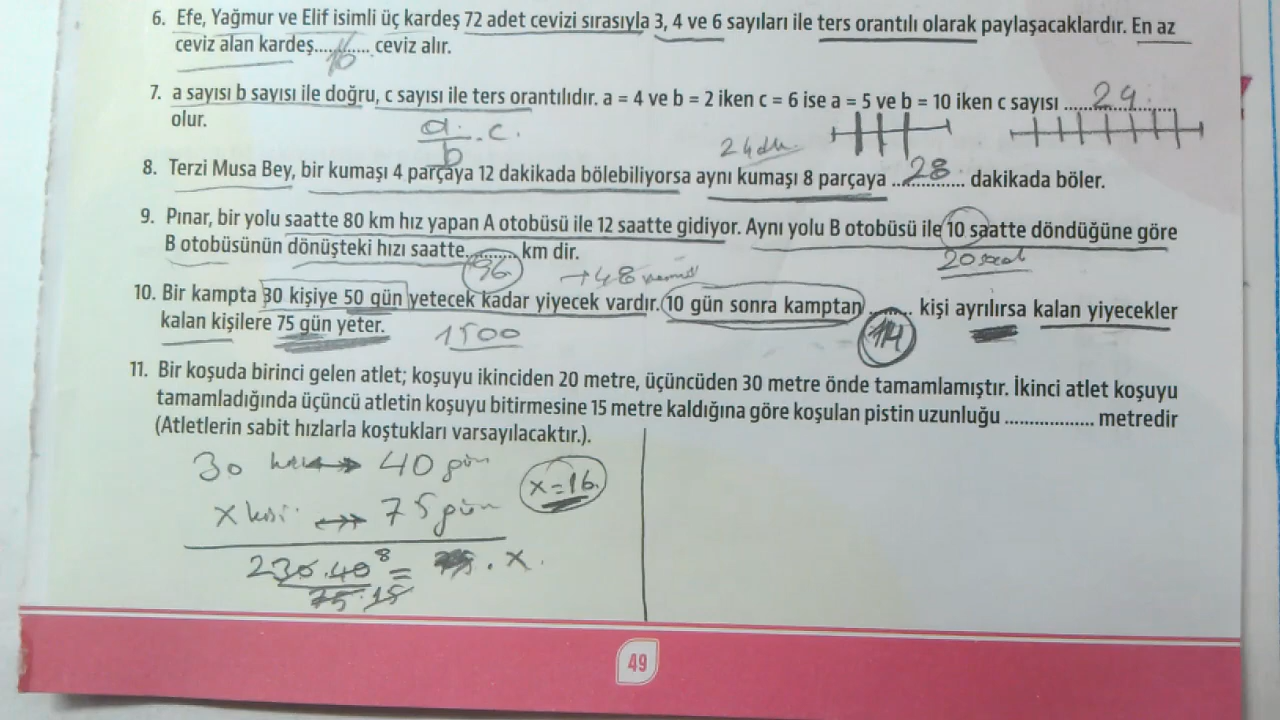 6. Efe, Yağmur ve Elif isimli üç kardeş 72 adet cevizi sırasıyla 3, 4 ve 6 sayıları ile ters orantılı olarak paylaşacaklardır. En az
ceviz alan kardeş............ ceviz alır.
16
7. a sayısı b sayısı ile doğru, c sayısı ile ters orantılıdır. a = 4 ve b = 2 iken c = 6 ise a = 5 ve b = 10 iken c sayısı ...... 24 ......
olur.
a . c.
b
24 dk.
8. Terzi Musa Bey, bir kumaşı 4 parçaya 12 dakikada bölebiliyorsa aynı kumaşı 8 parçaya ... 28 ... dakikada böler.
9. Pınar, bir yolu saatte 80 km hız yapan A otobüsü ile 12 saatte gidiyor. Aynı yolu B otobüsü ile 10 saatte döndüğüne göre
B otobüsünün dönüşteki hızı saatte.......... km dir.
96
20
→ 48
10. Bir kampta 30 kişiye 50 gün yetecek kadar yiyecek vardır. 10 gün sonra kamptan ......... kişi ayrılırsa kalan yiyecekler
kalan kişilere 75 gün yeter.
1500
14
11. Bir koşuda birinci gelen atlet; koşuyu ikinciden 20 metre, üçüncüden 30 metre önde tamamlamıştır. İkinci atlet koşuyu
tamamladığında üçüncü atletin koşuyu bitirmesine 15 metre kaldığına göre koşulan pistin uzunluğu .................. metredir
(Atletlerin sabit hızlarla koştukları varsayılacaktır.).
30 → 40 gün
x kişi → 75 gün
x=16
230.40 8 = . x.
75 15
49